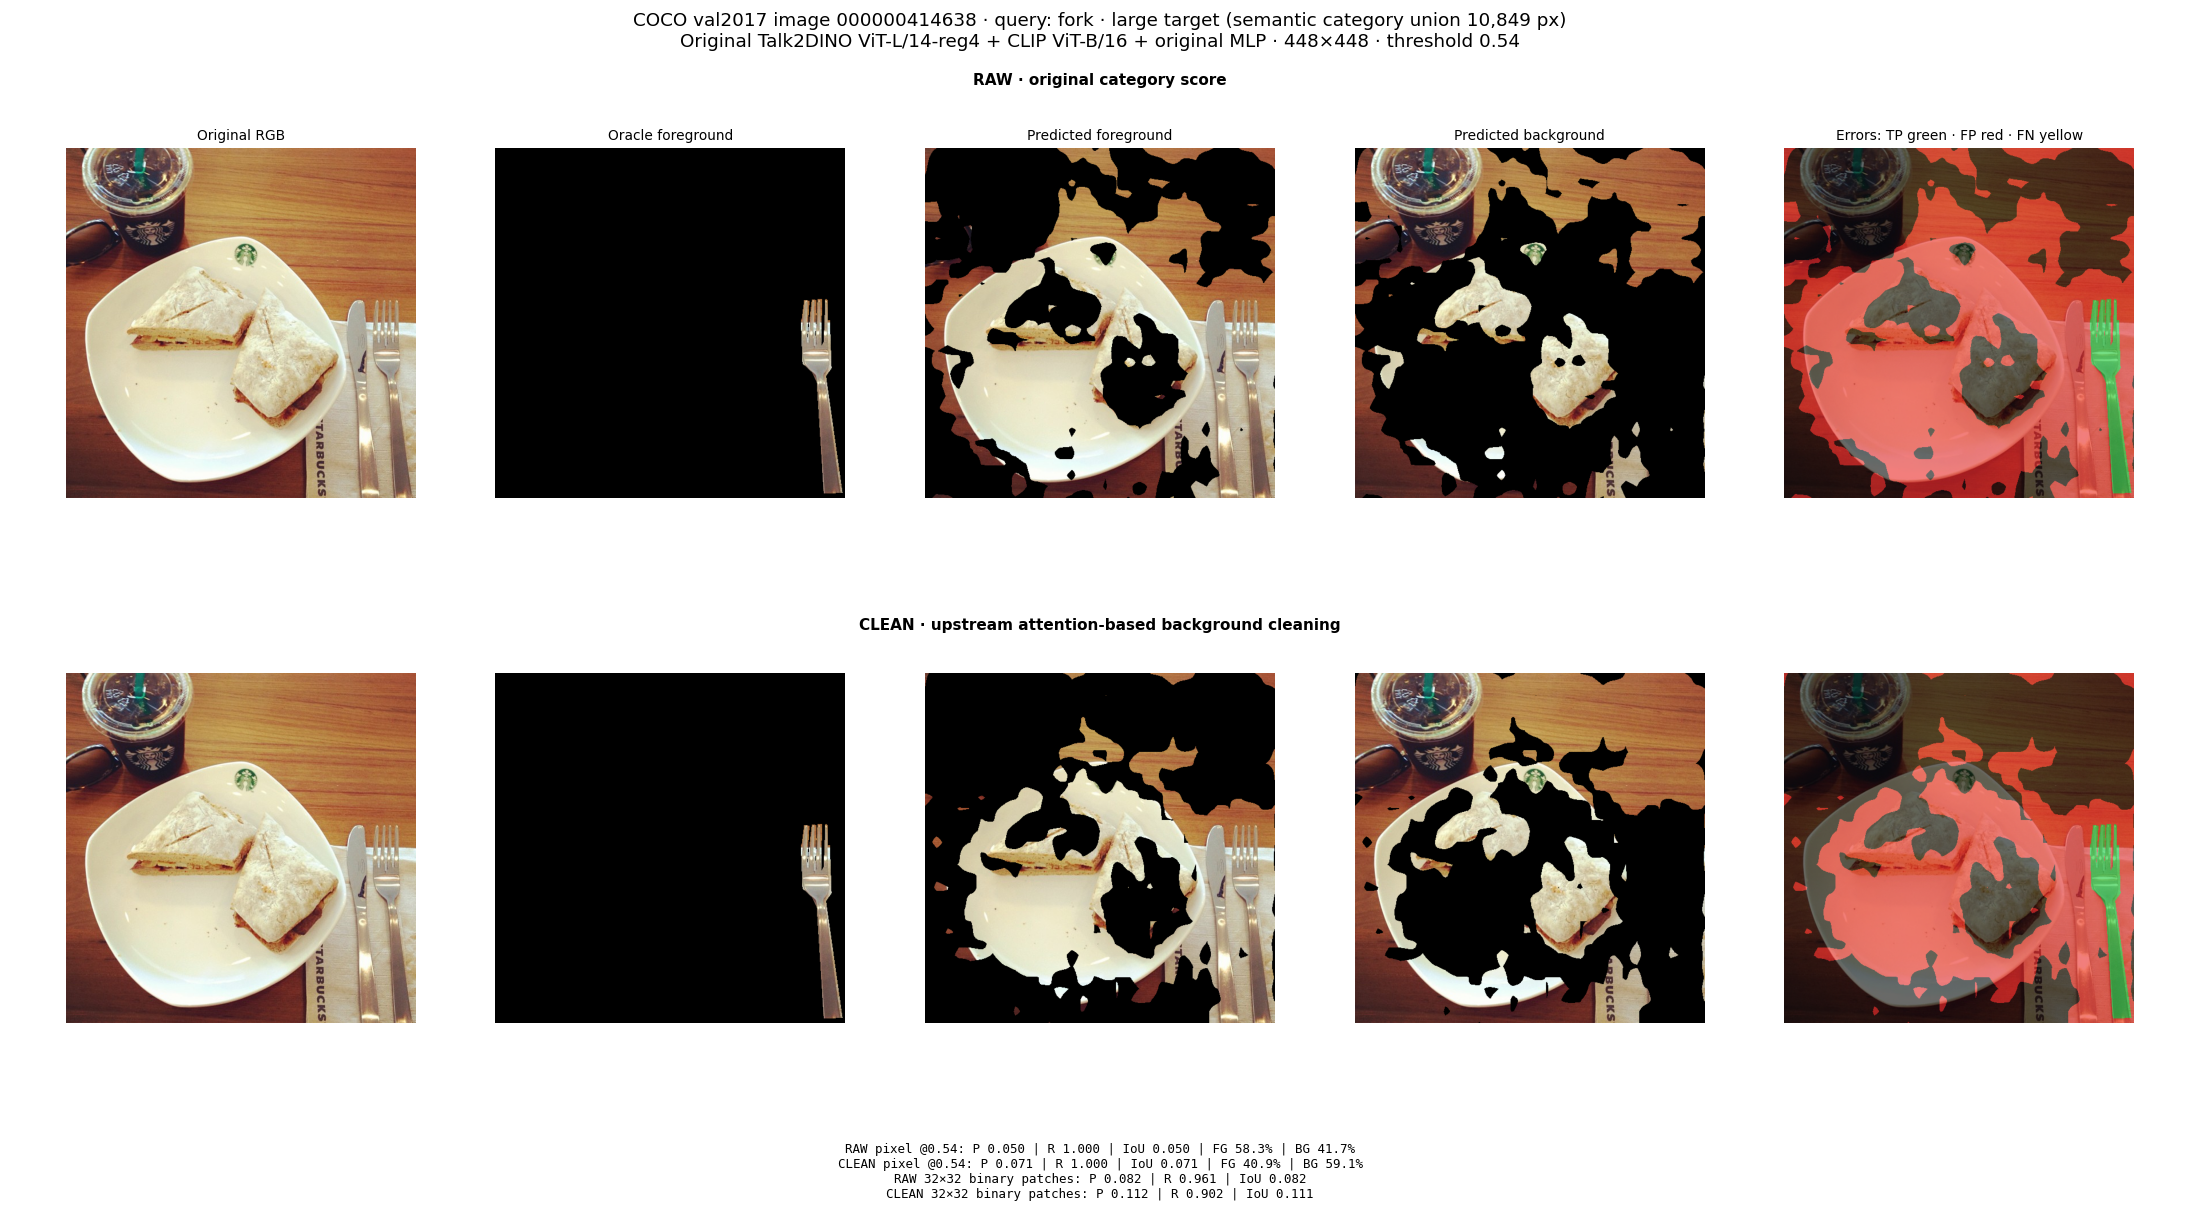 COCO val2017 image 000000414638 · query: fork · large target (semantic category union 10,849 px)
Original Talk2DINO ViT-L/14-reg4 + CLIP ViT-B/16 + original MLP · 448×448 · threshold 0.54
RAW · original category score
Original RGB
Oracle foreground
Predicted foreground
Predicted background
Errors: TP green · FP red · FN yellow
TARBUCKS
CLEAN · upstream attention-based background cleaning
TARBUCKS
RAW pixel @0.54: P 0.050 | R 1.000 | IoU 0.050 | FG 58.3% | BG 41.7%
CLEAN pixel @0.54: P 0.071 | R 1.000 | IoU 0.071 | FG 40.9% | BG 59.1%
RAW 32×32 binary patches: P 0.082 | R 0.961 | IoU 0.082
CLEAN 32×32 binary patches: P 0.112 | R 0.902 | IoU 0.111